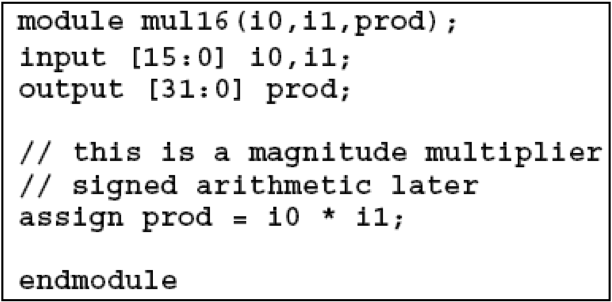 module mul16(i0,i1,prod);
input [15:0] i0,i1;
output [31:0] prod;
// this is a magnitude multiplier
// signed arithmetic later
assign prod = i0 * i1;
endmodule